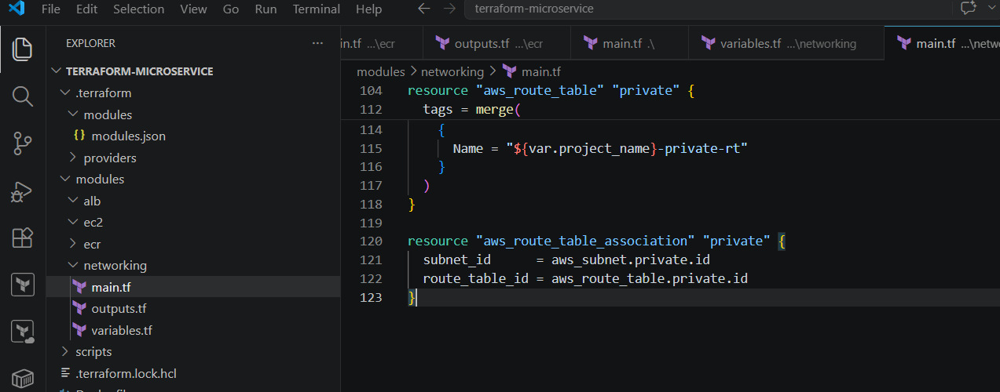 File Edit Selection View Go Run Terminal Help
terraform-microservice
EXPLORER
TERRAFORM-MICROSERVICE
.terraform
modules
{} modules.json
providers
modules
alb
ec2
ecr
networking
main.tf
outputs.tf
variables.tf
scripts
.terraform.lock.hcl
in.tf ...\ecr
outputs.tf ...\ecr
main.tf .\
variables.tf ...\networking
main.tf ...\netwo
modules > networking > main.tf
104 resource "aws_route_table" "private" {
112 tags = merge(
114 {
115 Name = "${var.project_name}-private-rt"
116 }
117 )
118 }
119
120 resource "aws_route_table_association" "private" {
121 subnet_id = aws_subnet.private.id
122 route_table_id = aws_route_table.private.id
123 }